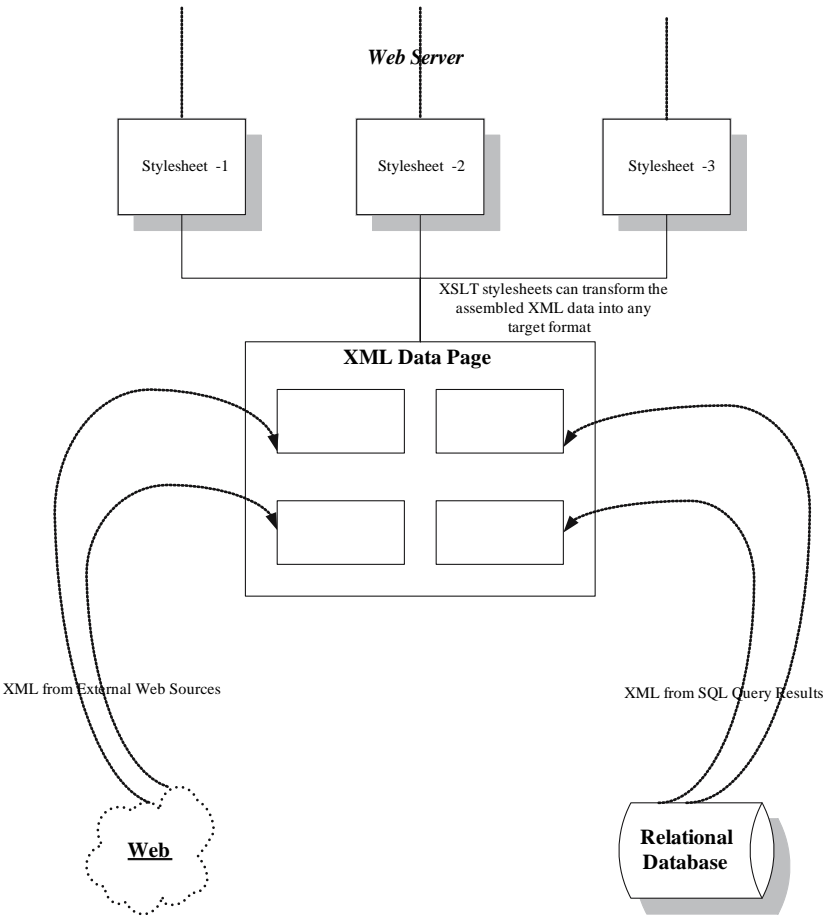 Web Server
Stylesheet -1
Stylesheet -2
Stylesheet -3
XSLT stylesheets can transform the
assembled XML data into any
target format
XML Data Page
XML from External Web Sources
XML from SQL Query Results
Web
Relational
Database